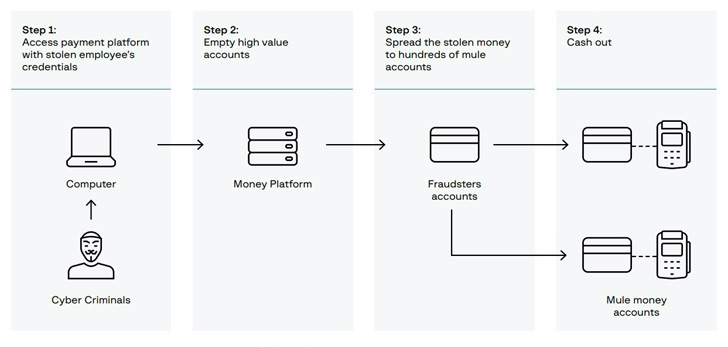 Step 1:
Access payment platform
with stolen employee's
credentials
Step 2:
Empty high value
accounts
Step 3:
Spread the stolen money
to hundreds of mule
accounts
Step 4:
Cash out
Computer
Money Platform
Fraudsters
accounts
Cyber Criminals
Mule money
accounts